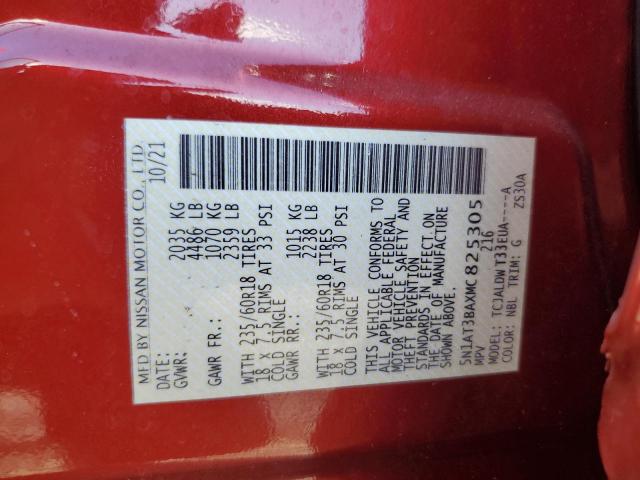 MFD BY NISSAN MOTOR CO., LTD.
DATE: 10/21
GVWR: 2035 KG
4486 LB
GAWR FR.: 1070 KG
2359 LB
WITH 235/60R18 TIRES
18 X 7.5 RIMS AT 33 PSI
COLD SINGLE
GAWR RR.: 1015 KG
2238 LB
WITH 235/60R18 TIRES
18 X 7.5 RIMS AT 30 PSI
COLD SINGLE
THIS VEHICLE CONFORMS TO
ALL APPLICABLE FEDERAL
MOTOR VEHICLE SAFETY AND
THEFT PREVENTION
STANDARDS IN EFFECT ON
THE DATE OF MANUFACTURE
SHOWN ABOVE.
5N1AT3BAXMC825305
MPV 216
MODEL: TCJALDW T33EUA----A
COLOR: NBL TRIM: G ZS30A